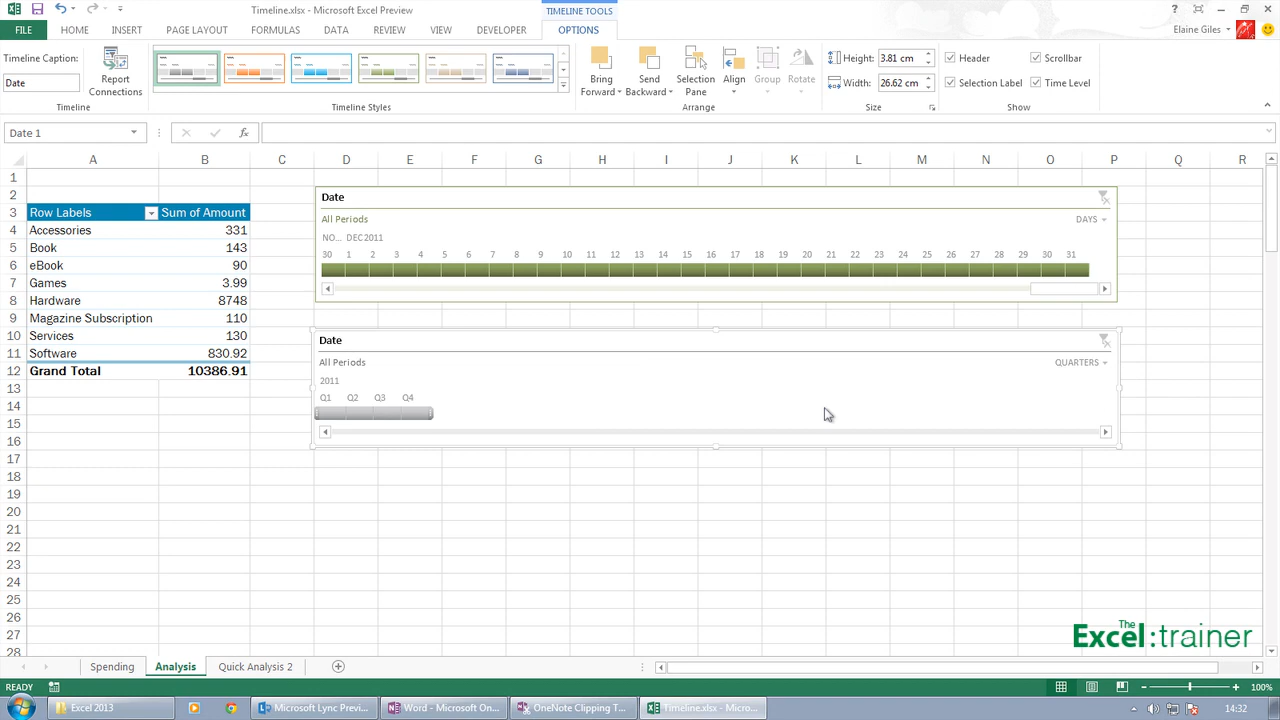 Timeline.xlsx - Microsoft Excel Preview
TIMELINE TOOLS
Elaine Giles
FILE HOME INSERT PAGE LAYOUT FORMULAS DATA REVIEW VIEW DEVELOPER OPTIONS
Timeline Caption:
Date
Report
Connections
Timeline
Timeline Styles
Bring
Forward
Send
Backward
Selection
Pane
Align
Group
Rotate
Arrange
Height: 3.81 cm
Width: 26.62 cm
Size
Header
Scrollbar
Selection Label
Time Level
Show
Date 1
fx
A B C D E F G H I J K L M N O P Q R
1
2
3 Row Labels Sum of Amount
4 Accessories 331
5 Book 143
6 eBook 90
7 Games 3.99
8 Hardware 8748
9 Magazine Subscription 110
10 Services 130
11 Software 830.92
12 Grand Total 10386.91
13
14
15
16
17
18
19
20
21
22
23
24
25
26
27
28
Date
All Periods DAYS
NO... DEC 2011
30 1 2 3 4 5 6 7 8 9 10 11 12 13 14 15 16 17 18 19 20 21 22 23 24 25 26 27 28 29 30 31
Date
All Periods QUARTERS
2011
Q1 Q2 Q3 Q4
The
Excel:trainer
Spending Analysis Quick Analysis 2
READY
100%
Excel 2013
Microsoft Lync Previ...
Word - Microsoft On...
OneNote Clipping T...
Timeline.xlsx - Micro...
14:32